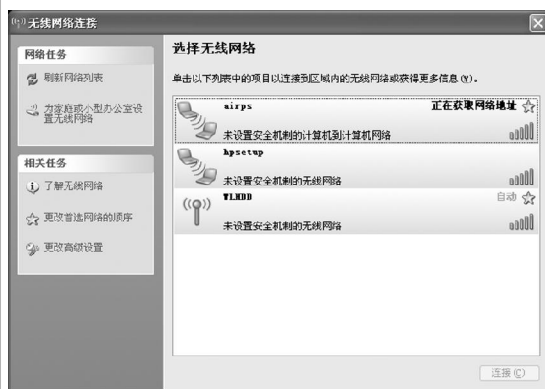 无线网络连接
网络任务
刷新网络列表
为家庭或小型办公室设
置无线网络
相关任务
了解无线网络
更改首选网络的顺序
更改高级设置
选择无线网络
单击以下列表中的项目以连接到区域内的无线网络或获得更多信息(W)。
airps 正在获取网络地址
未设置安全机制的计算机到计算机网络
hpsetup
未设置安全机制的无线网络
自动
未设置安全机制的无线网络
连接(C)